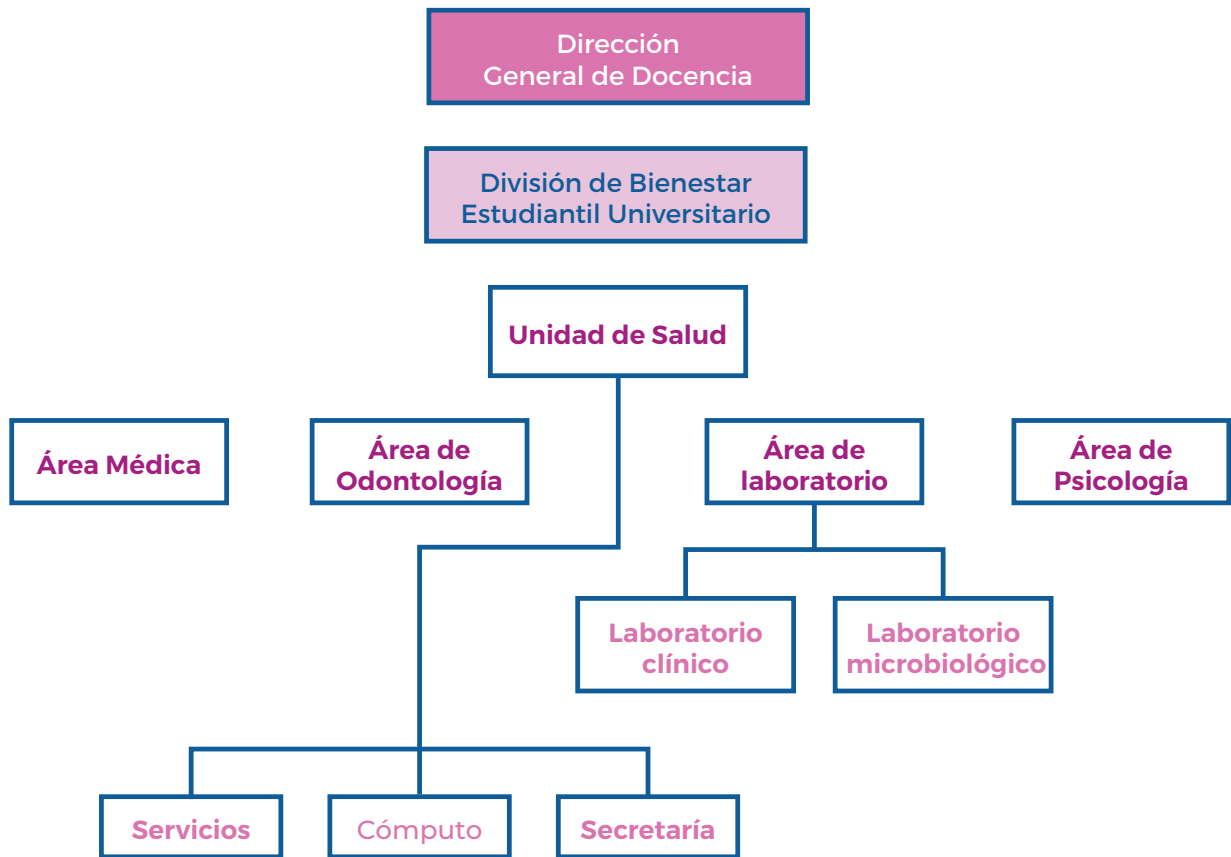 Dirección
General de Docencia
División de Bienestar
Estudiantil Universitario
Unidad de Salud
Área Médica
Área de
Odontología
Área de
laboratorio
Área de
Psicología
Laboratorio
clínico
Laboratorio
microbiológico
Servicios
Cómputo
Secretaría